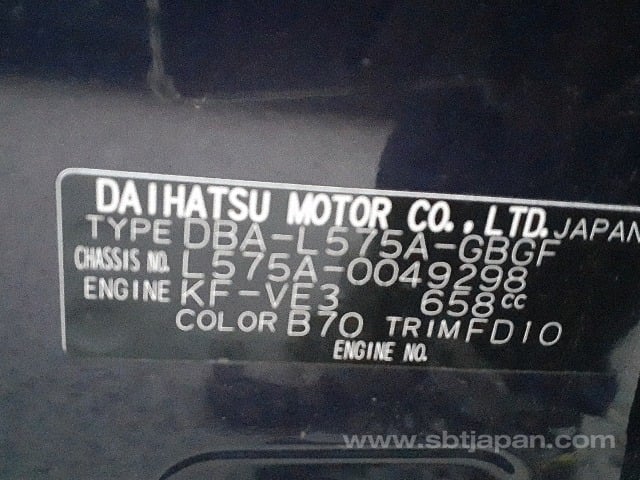 DAIHATSU MOTOR CO., LTD. JAPAN
TYPE DBA-L575A-GBGF
CHASSIS NO. L575A-0049298
ENGINE KF-VE3 658cc
COLOR B70 TRIM FD10
ENGINE NO.
www.sbtjapan.com